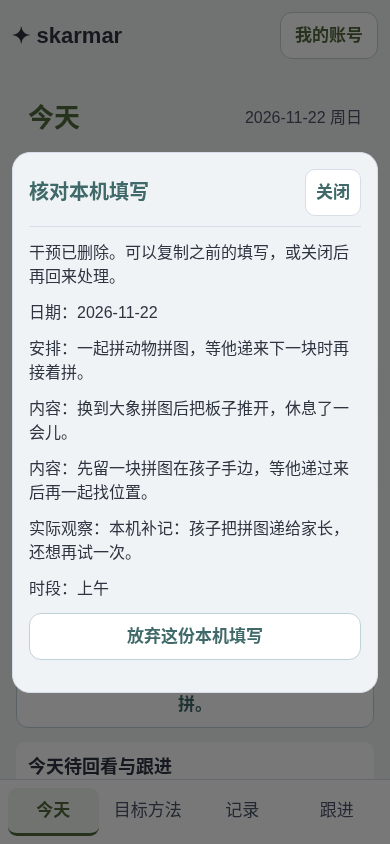 ✦ skarmar
我的账号
今天
2026-11-22 周日
核对本机填写
关闭
干预已删除。可以复制之前的填写，或关闭后
再回来处理。
日期：2026-11-22
安排：一起拼动物拼图，等他递来下一块时再
接着拼。
内容：换到大象拼图后把板子推开，休息了一
会儿。
内容：先留一块拼图在孩子手边，等他递过来
后再一起找位置。
实际观察：本机补记：孩子把拼图递给家长，
还想再试一次。
时段：上午
放弃这份本机填写
拼。
今天待回看与跟进
今天
目标方法
记录
跟进